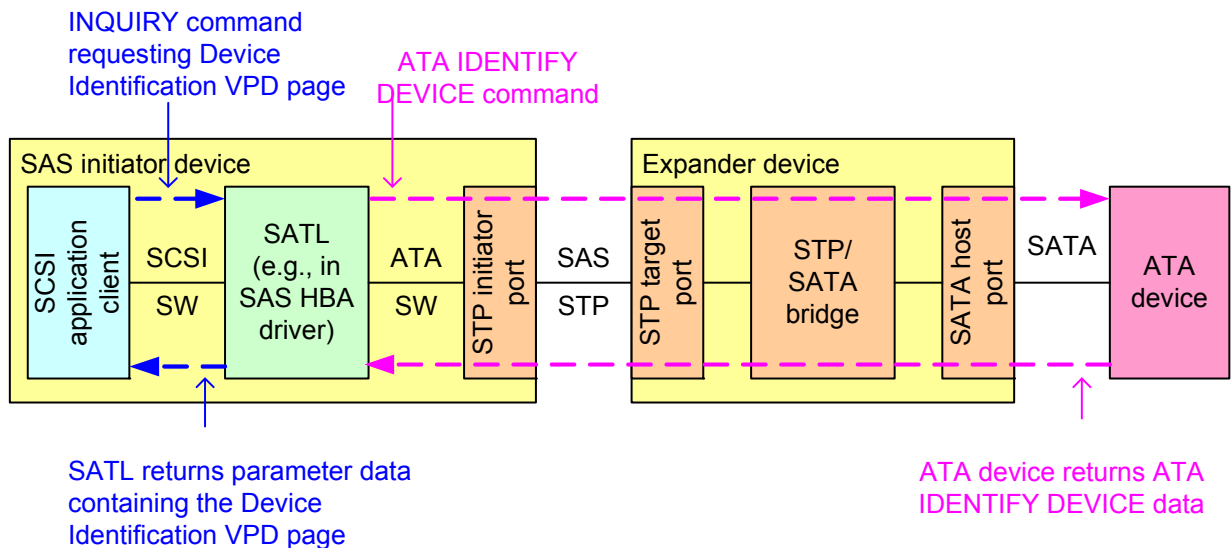 INQUIRY command
requesting Device
Identification VPD page
ATA IDENTIFY
DEVICE command
SAS initiator device
Expander device
SCSI
application
client
SCSI
SW
SATL
(e.g., in
SAS HBA
driver)
ATA
SW
STP initiator
port
SAS
STP
STP target
port
STP/
SATA
bridge
SATA host
port
SATA
ATA
device
SATL returns parameter data
containing the Device
Identification VPD page
ATA device returns ATA
IDENTIFY DEVICE data